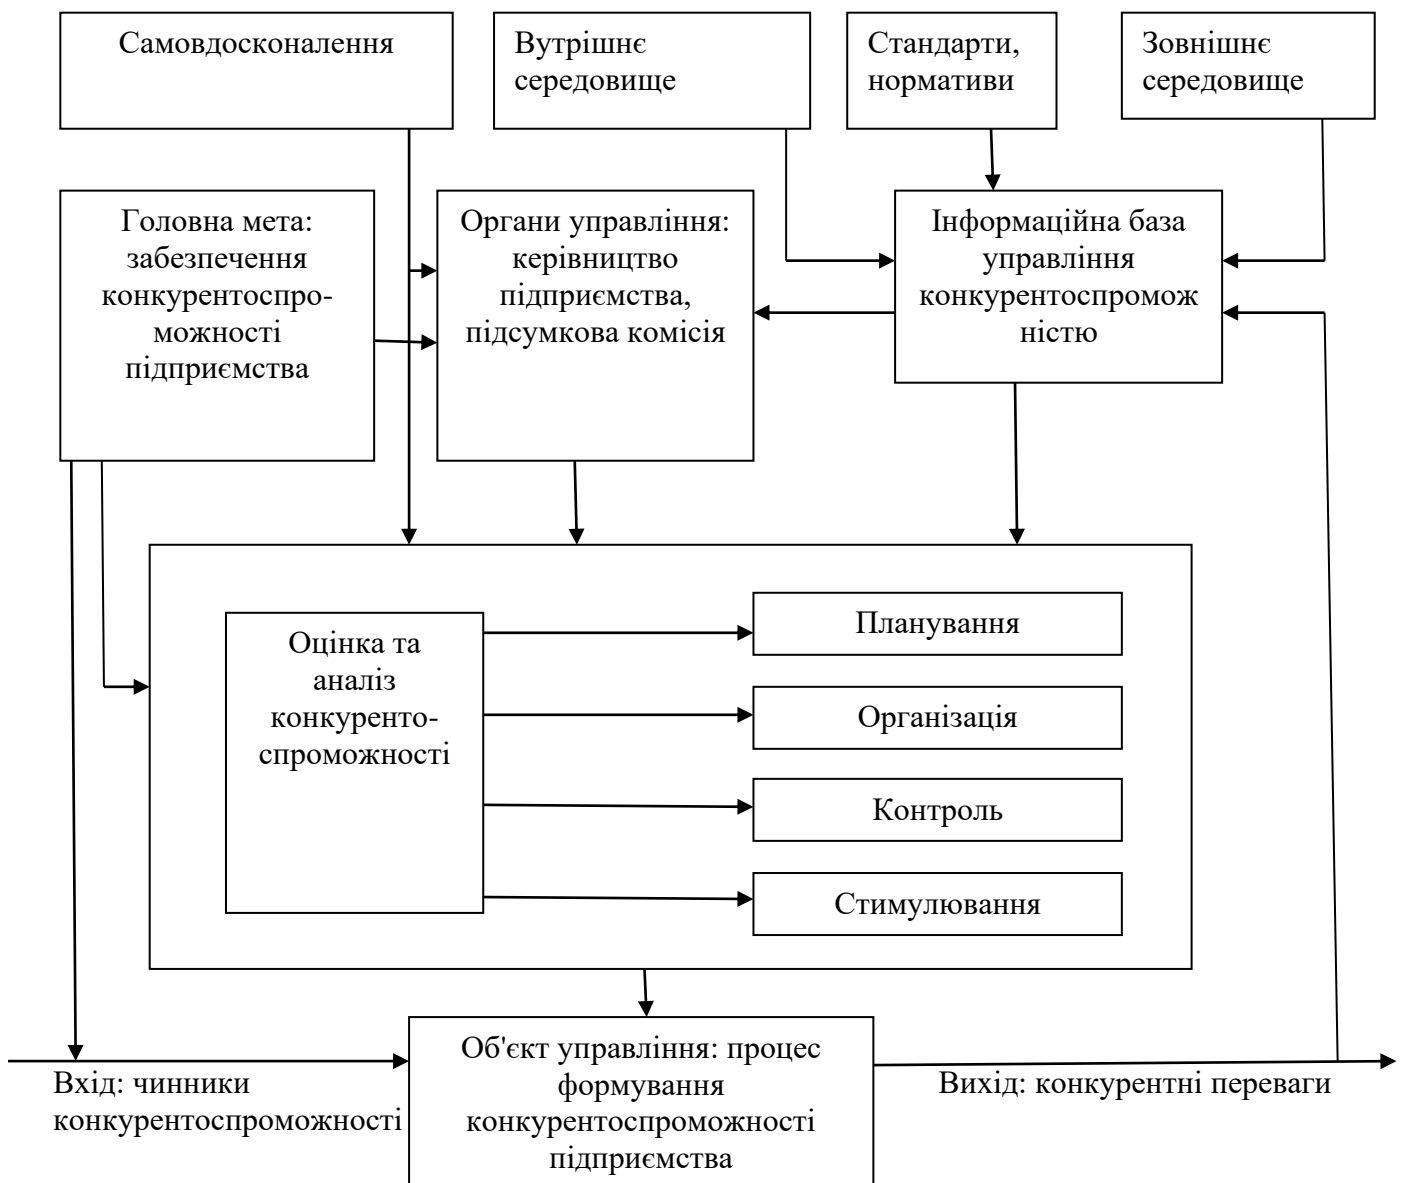 Самовдосконалення
Вутрішнє
середовище
Стандарти,
нормативи
Зовнішнє
середовище
Головна мета:
забезпечення
конкурентоспро-
можності
підприємства
Органи управління:
керівництво
підприємства,
підсумкова комісія
Інформаційна база
управління
конкурентоспромож
ністю
Оцінка та
аналіз
конкуренто-
спроможності
Планування
Організація
Контроль
Стимулювання
Вхід: чинники
конкурентоспроможності
Об'єкт управління: процес
формування
конкурентоспроможності
підприємства
Вихід: конкурентні переваги